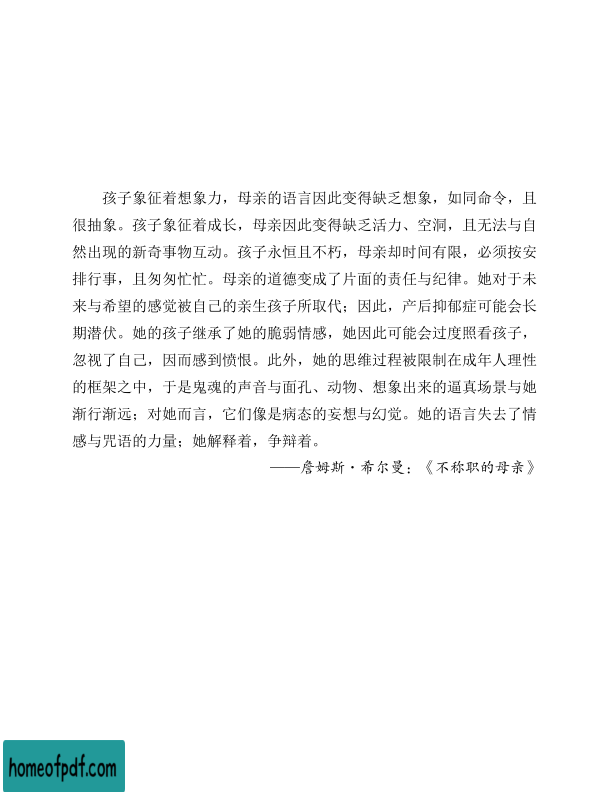 孩子象征着想象力，母亲的语言因此变得缺乏想象，如同命令，且
很抽象。孩子象征着成长，母亲因此变得缺乏活力、空洞，且无法与自
然出现的新奇事物互动。孩子永恒且不朽，母亲却时间有限，必须按安
排行事，且匆匆忙忙。母亲的道德变成了片面的责任与纪律。她对于未
来与希望的感觉被自己的亲生孩子所取代；因此，产后抑郁症可能会长
期潜伏。她的孩子继承了她的脆弱情感，她因此可能会过度照看孩子，
忽视了自己，因而感到愤恨。此外，她的思维过程被限制在成年人理性
的框架之中，于是鬼魂的声音与面孔、动物、想象出来的逼真场景与她
渐行渐远；对她而言，它们像是病态的妄想与幻觉。她的语言失去了情
感与咒语的力量；她解释着，争辩着。
——詹姆斯·希尔曼：《不称职的母亲》
homeofpdf.com